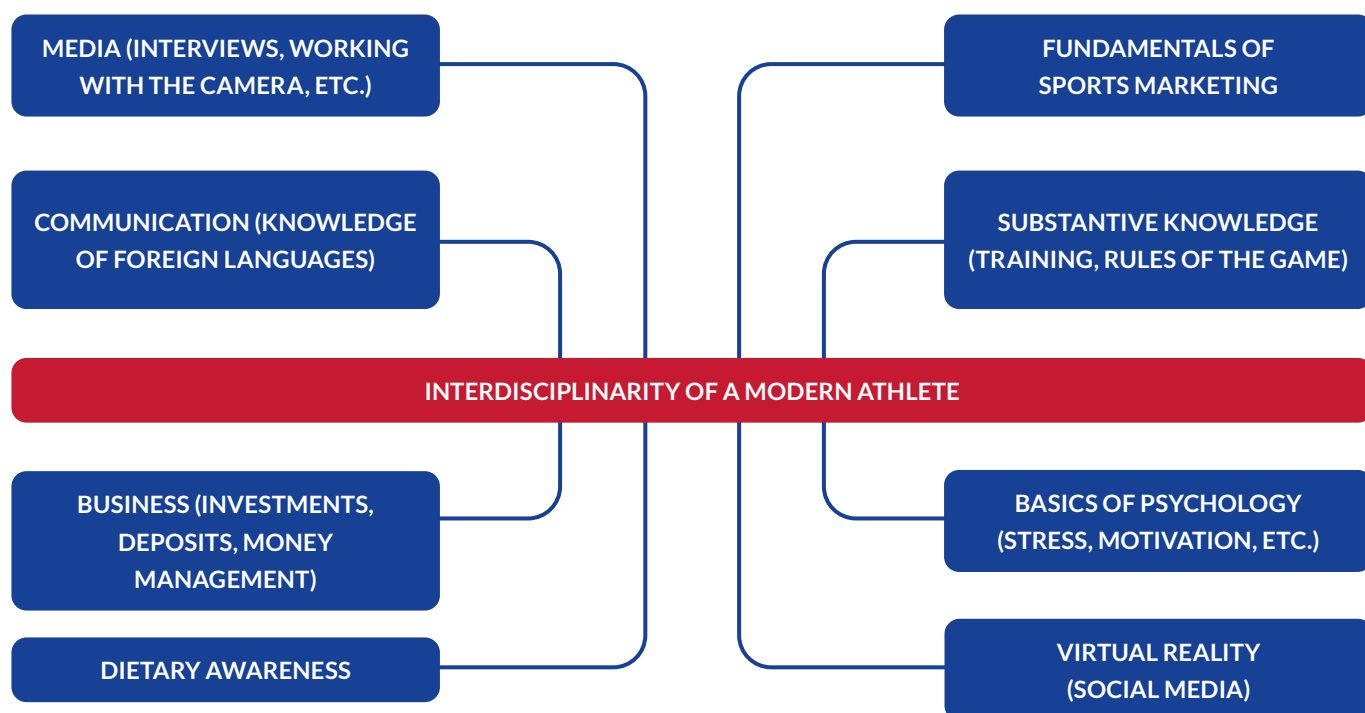 MEDIA (INTERVIEWS, WORKING
WITH THE CAMERA, ETC.)
FUNDAMENTALS OF
SPORTS MARKETING
COMMUNICATION (KNOWLEDGE
OF FOREIGN LANGUAGES)
SUBSTANTIVE KNOWLEDGE
(TRAINING, RULES OF THE GAME)
INTERDISCIPLINARITY OF A MODERN ATHLETE
BUSINESS (INVESTMENTS,
DEPOSITS, MONEY
MANAGEMENT)
BASICS OF PSYCHOLOGY
(STRESS, MOTIVATION, ETC.)
DIETARY AWARENESS
VIRTUAL REALITY
(SOCIAL MEDIA)